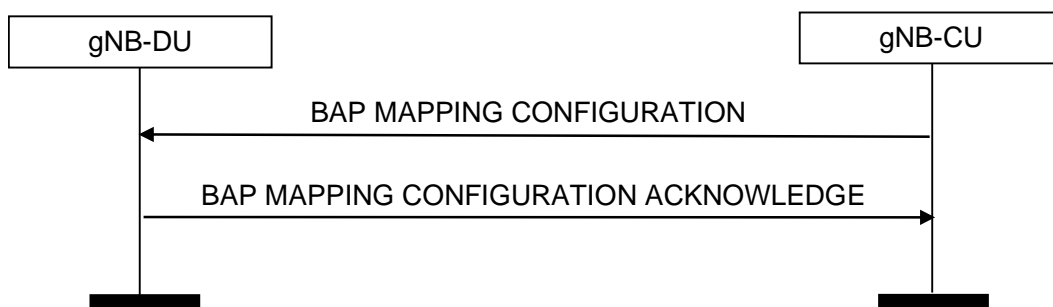 gNB-DU
gNB-CU
BAP MAPPING CONFIGURATION
BAP MAPPING CONFIGURATION ACKNOWLEDGE